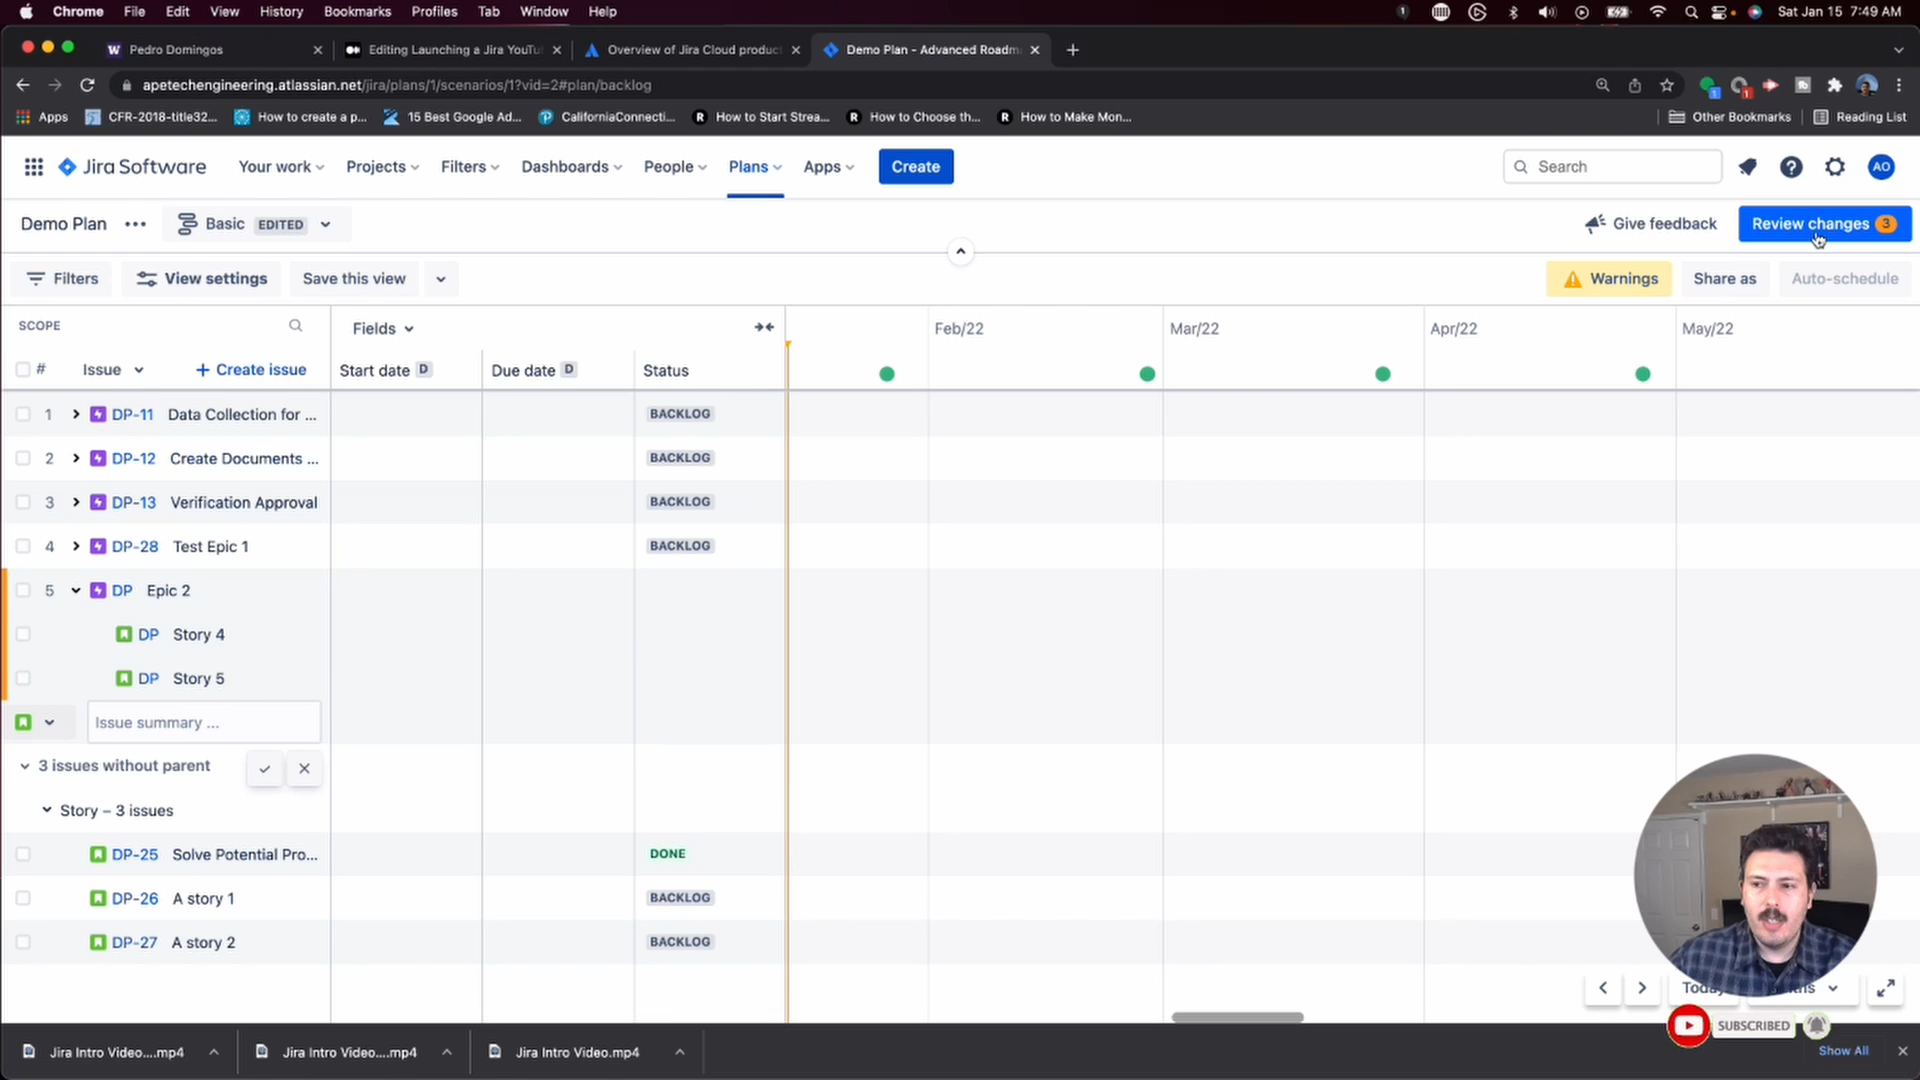 Chrome File Edit View History Bookmarks Profiles Tab Window Help Sat Jan 15 7:49 AM
Pedro Domingos Editing Launching a Jira YouTu Overview of Jira Cloud product Demo Plan - Advanced Roadm
apetechengineering.atlassian.net/jira/plans/1/scenarios/1?vid=2#plan/backlog
Apps CFR-2018-title32... How to create a p... 15 Best Google Ad... CaliforniaConnecti... How to Start Strea... How to Choose th... How to Make Mon... Other Bookmarks Reading List
Jira Software Your work Projects Filters Dashboards People Plans Apps Create Search AO
Demo Plan Basic EDITED Give feedback Review changes 3
Filters View settings Save this view Warnings Share as Auto-schedule
SCOPE Fields Feb/22 Mar/22 Apr/22 May/22
# Issue + Create issue Start date D Due date D Status
1 DP-11 Data Collection for ... BACKLOG
2 DP-12 Create Documents ... BACKLOG
3 DP-13 Verification Approval BACKLOG
4 DP-28 Test Epic 1 BACKLOG
5 DP Epic 2
DP Story 4
DP Story 5
Issue summary ...
3 issues without parent
Story – 3 issues
DP-25 Solve Potential Pro... DONE
DP-26 A story 1 BACKLOG
DP-27 A story 2 BACKLOG
SUBSCRIBED
Jira Intro Video....mp4 Jira Intro Video....mp4 Jira Intro Video.mp4 Show All